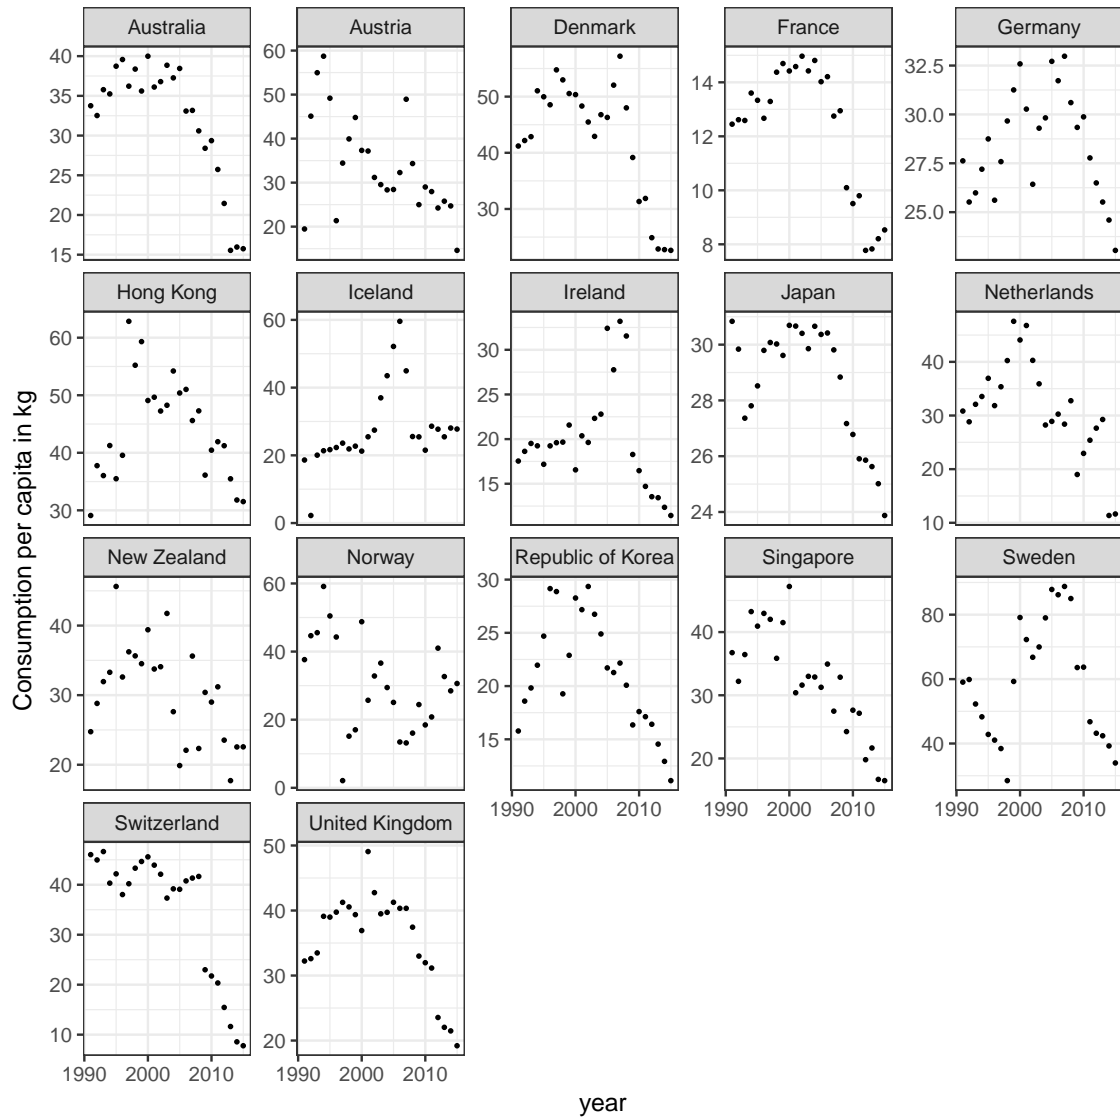 Consumption per capita in kg
Australia
40
35
30
25
20
15
Austria
60
50
40
30
20
Denmark
50
40
30
France
14
12
10
8
Germany
32.5
30.0
27.5
25.0
Hong Kong
60
50
40
30
Iceland
60
40
20
0
Ireland
30
25
20
15
Japan
30
28
26
24
Netherlands
40
30
20
10
New Zealand
40
30
20
Norway
60
40
20
0
Republic of Korea
30
25
20
15
1990 2000 2010
Singapore
40
30
20
1990 2000 2010
Sweden
80
60
40
1990 2000 2010
Switzerland
40
30
20
10
1990 2000 2010
United Kingdom
50
40
30
20
1990 2000 2010
year